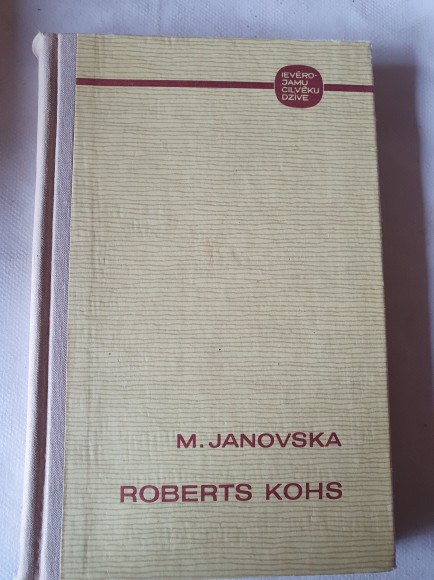 IEVĒRO-
JAMU
CILVĒKU
DZĪVE
M. JANOVSKA
ROBERTS KOHS